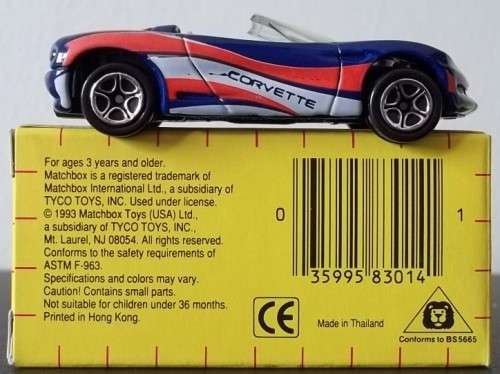 CORVETTE
For ages 3 years and older.
Matchbox is a registered trademark of
Matchbox International Ltd., a subsidiary of
TYCO TOYS, INC. Used under license.
© 1993 Matchbox Toys (USA) Ltd.,
a subsidiary of TYCO TOYS, INC.,
Mt. Laurel, NJ 08054. All rights reserved.
Conforms to the safety requirements of
ASTM F-963.
Specifications and colors may vary.
Caution! Contains small parts.
Not suitable for children under 36 months.
Printed in Hong Kong.
0 35995 83014 1
CE
Made in Thailand
Conforms to BS5665